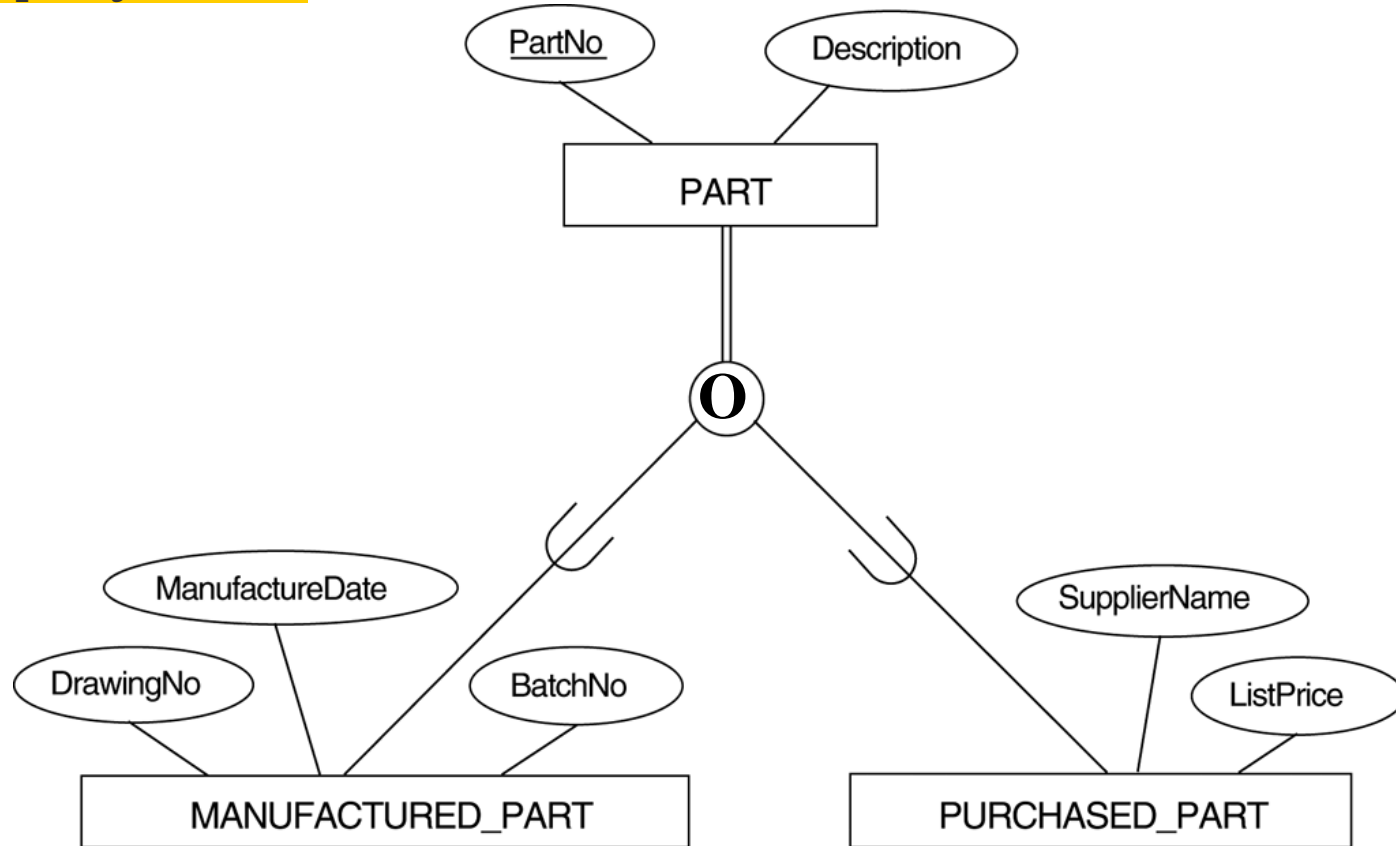 PartNo
Description
PART
O
ManufactureDate
SupplierName
DrawingNo
BatchNo
ListPrice
MANUFACTURED_PART
PURCHASED_PART